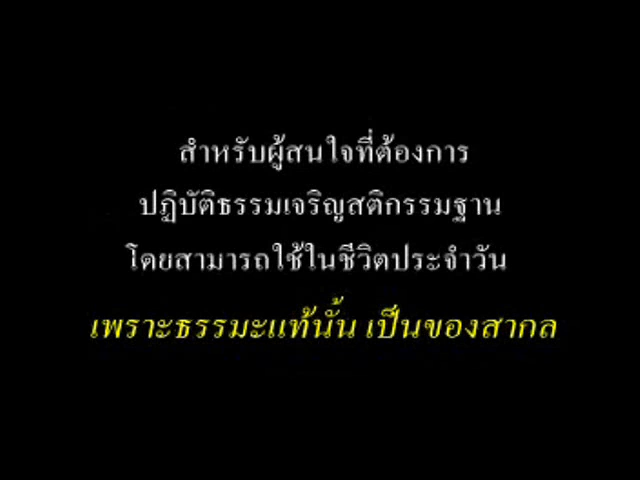 สำหรับผู้สนใจที่ต้องการ
ปฏิบัติธรรมเจริญสติกรรมฐาน
โดยสามารถใช้ในชีวิตประจำวัน
เพราะธรรมะแท้นั้น เป็นของสากล